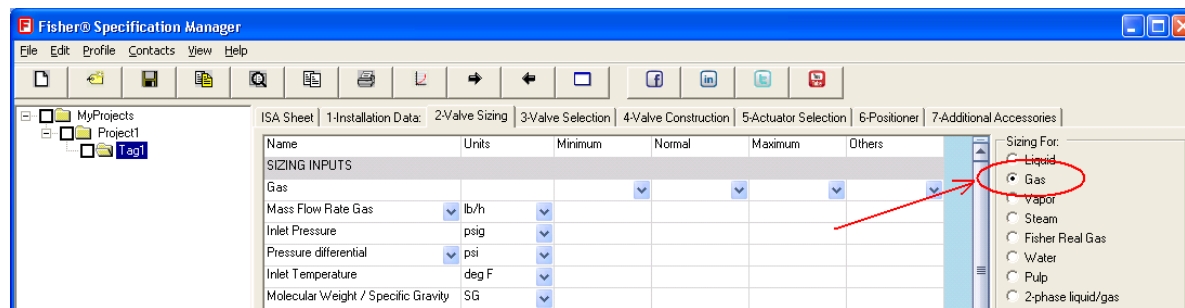 Fisher® Specification Manager
File Edit Profile Contacts View Help
MyProjects
Project1
Tag1
ISA Sheet 1-Installation Data: 2-Valve Sizing 3-Valve Selection 4-Valve Construction 5-Actuator Selection 6-Positioner 7-Additional Accessories
Name Units Minimum Normal Maximum Others
SIZING INPUTS
Gas
Mass Flow Rate Gas lb/h
Inlet Pressure psig
Pressure differential psi
Inlet Temperature deg F
Molecular Weight / Specific Gravity SG
Sizing For:
Liquid
Gas
Vapor
Steam
Fisher Real Gas
Water
Pulp
2-phase liquid/gas